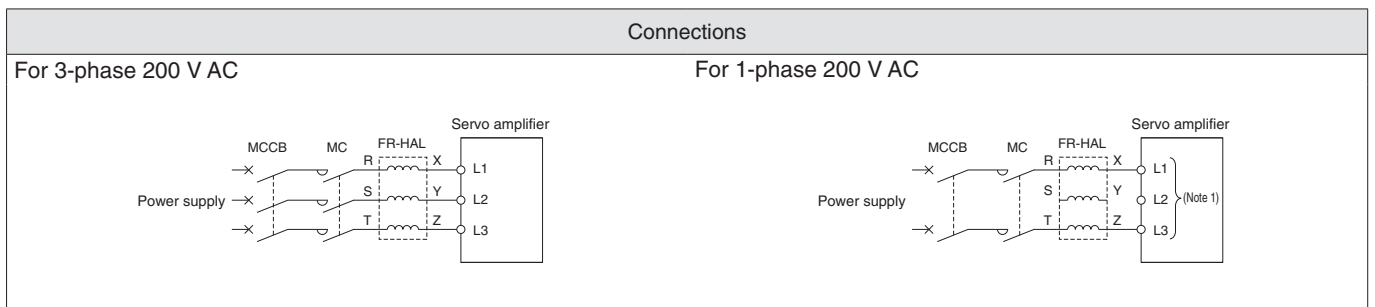 Connections
For 3-phase 200 V AC
For 1-phase 200 V AC
Servo amplifier
MCCB MC FR-HAL
R X L1
Power supply S Y L2
T Z L3
Servo amplifier
MCCB MC FR-HAL
R X L1
Power supply S Y L2 (Note 1)
T Z L3